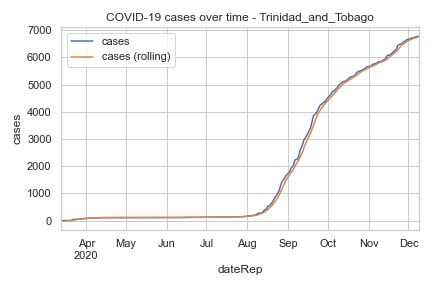 COVID-19 cases over time - Trinidad_and_Tobago
cases
cases (rolling)
7000
6000
5000
4000
3000
2000
1000
0
cases
Apr May Jun Jul Aug Sep Oct Nov Dec
2020
dateRep